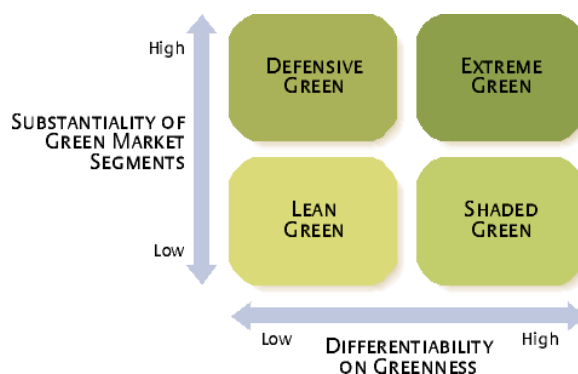 High
DEFENSIVE
GREEN
EXTREME
GREEN
SUBSTANTIALITY OF
GREEN MARKET
SEGMENTS
LEAN
GREEN
SHADED
GREEN
Low
Low
High
DIFFERENTIABILITY
ON GREENNESS